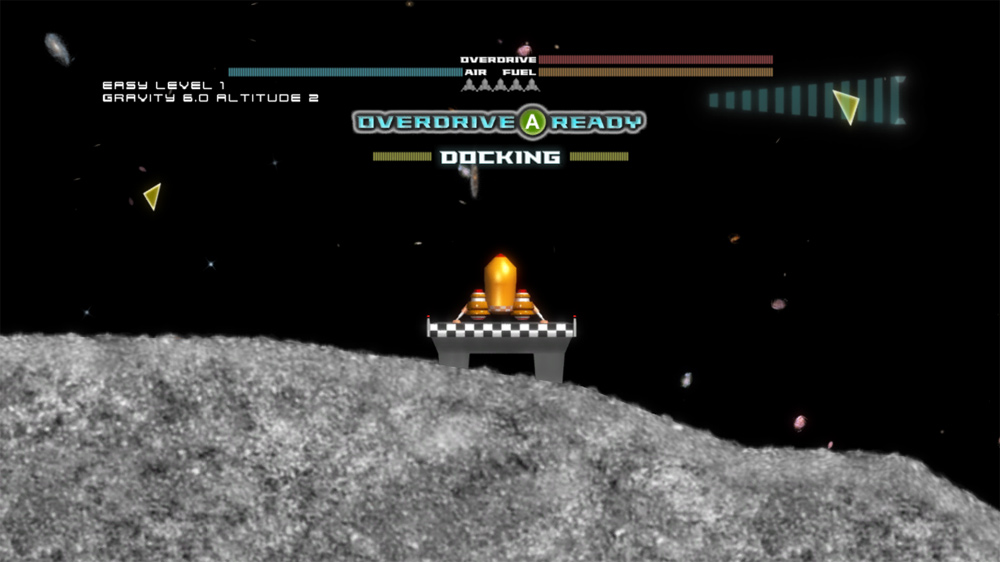 OVERDRIVE
AIR FUEL
EASY LEVEL 1
GRAVITY 6.0 ALTITUDE 2
OVERDRIVE A READY
DOCKING